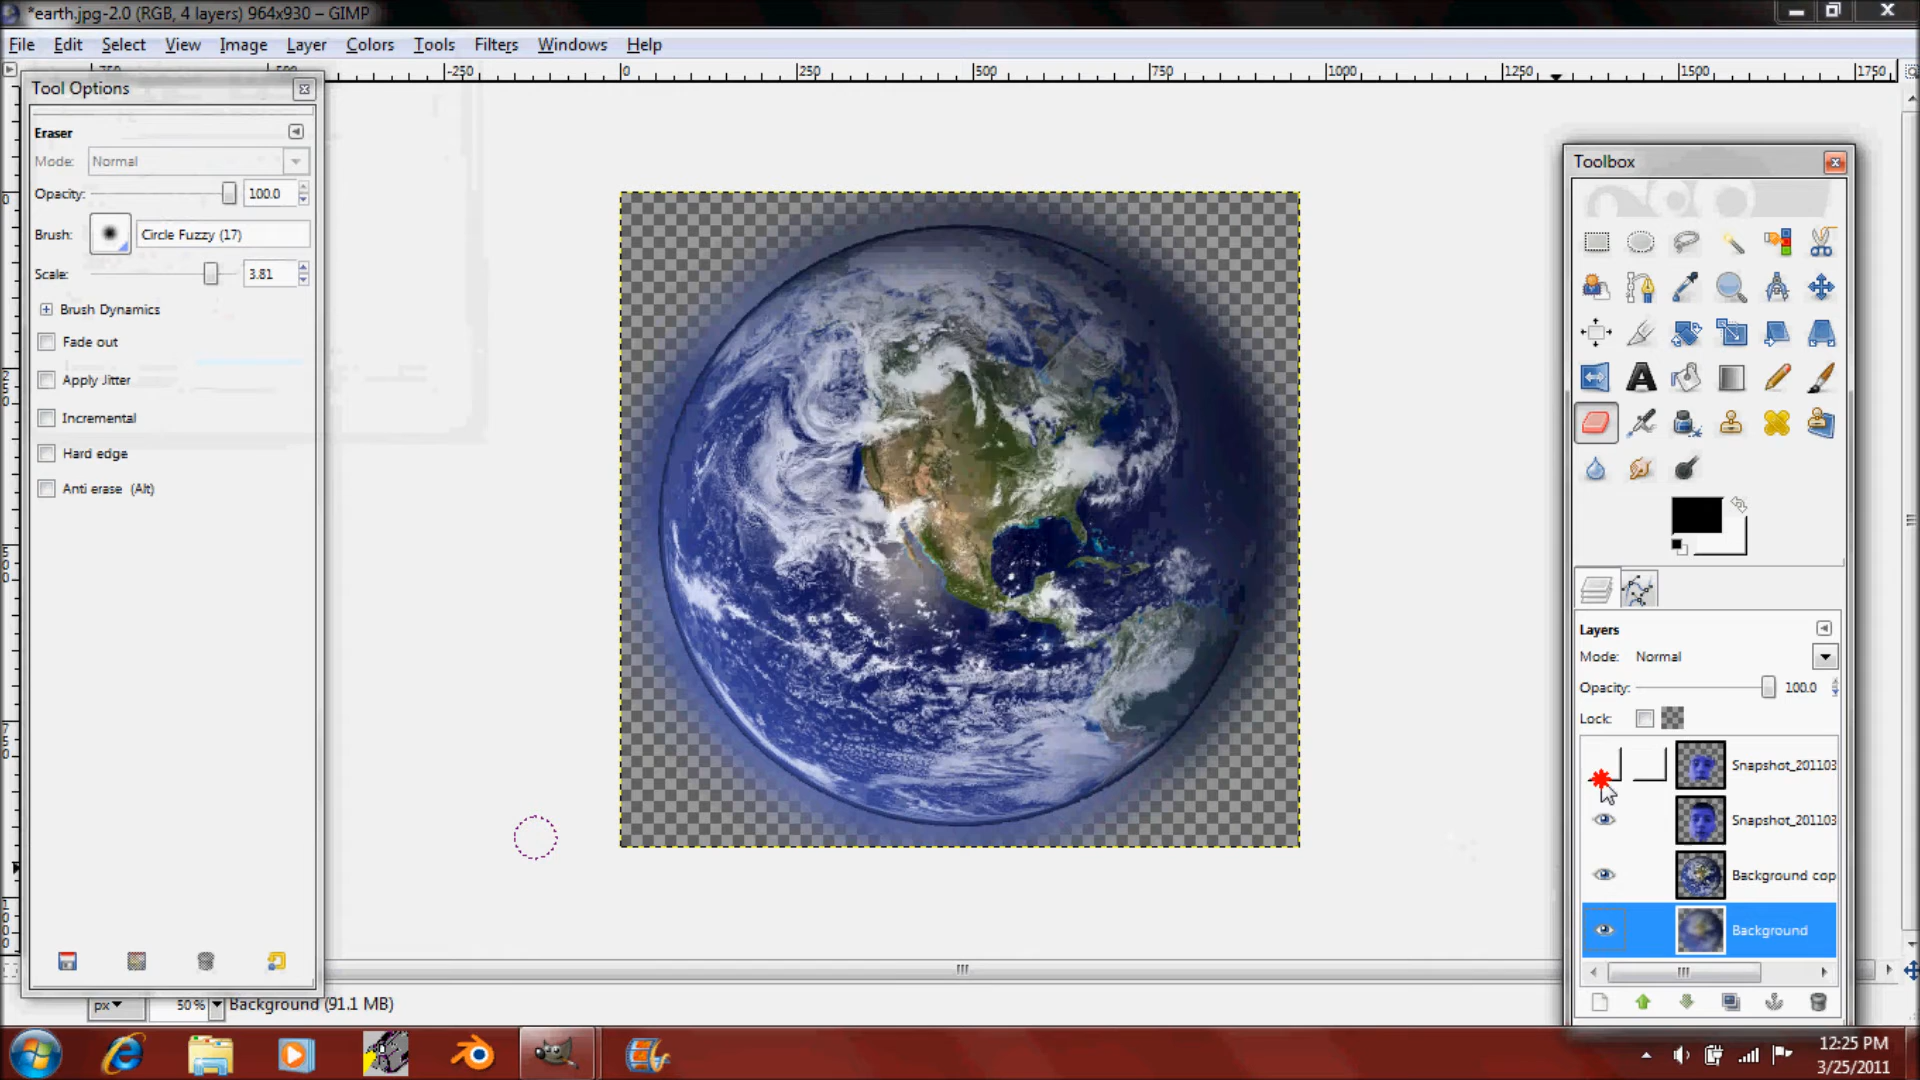 *earth.jpg-2.0 (RGB, 4 layers) 964x930 – GIMP
File Edit Select View Image Layer Colors Tools Filters Windows Help
-250 0 250 500 750 1000 1250 1500 1750
Tool Options
Eraser
Mode: Normal
Opacity: 100.0
Brush: Circle Fuzzy (17)
Scale: 3.81
Brush Dynamics
Fade out
Apply Jitter
Incremental
Hard edge
Anti erase (Alt)
px 50% Background (91.1 MB)
Toolbox
Layers
Mode: Normal
Opacity: 100.0
Lock:
Snapshot_201103
Snapshot_201103
Background cop
Background
12:25 PM
3/25/2011